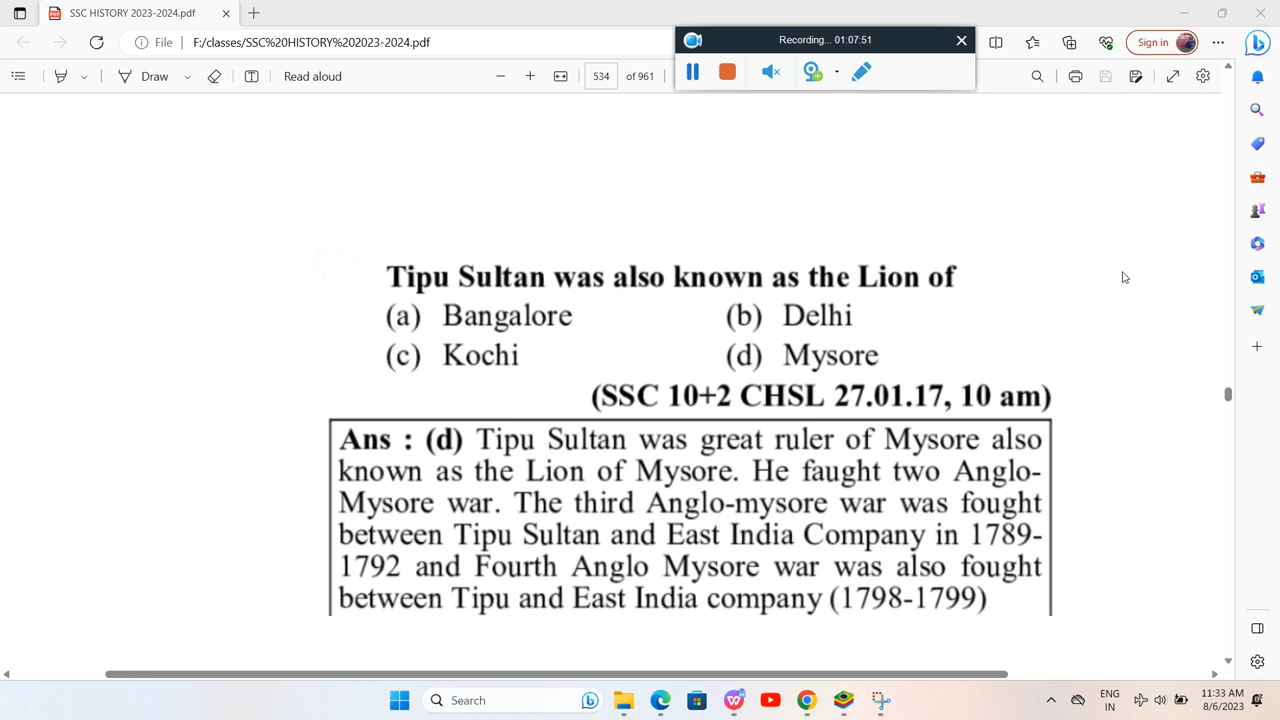 SSC HISTORY 2023-2024.pdf
File F:/classes/SSC%20HISTORY%202023-2024.pdf
Recording... 01:07:51
Sign in
Draw
Read aloud
534 of 961
Tipu Sultan was also known as the Lion of
(a) Bangalore (b) Delhi
(c) Kochi (d) Mysore
(SSC 10+2 CHSL 27.01.17, 10 am)
Ans : (d) Tipu Sultan was great ruler of Mysore also
known as the Lion of Mysore. He faught two Anglo-
Mysore war. The third Anglo-mysore war was fought
between Tipu Sultan and East India Company in 1789-
1792 and Fourth Anglo Mysore war was also fought
between Tipu and East India company (1798-1799)
Search
ENG
IN
11:33 AM
8/6/2023